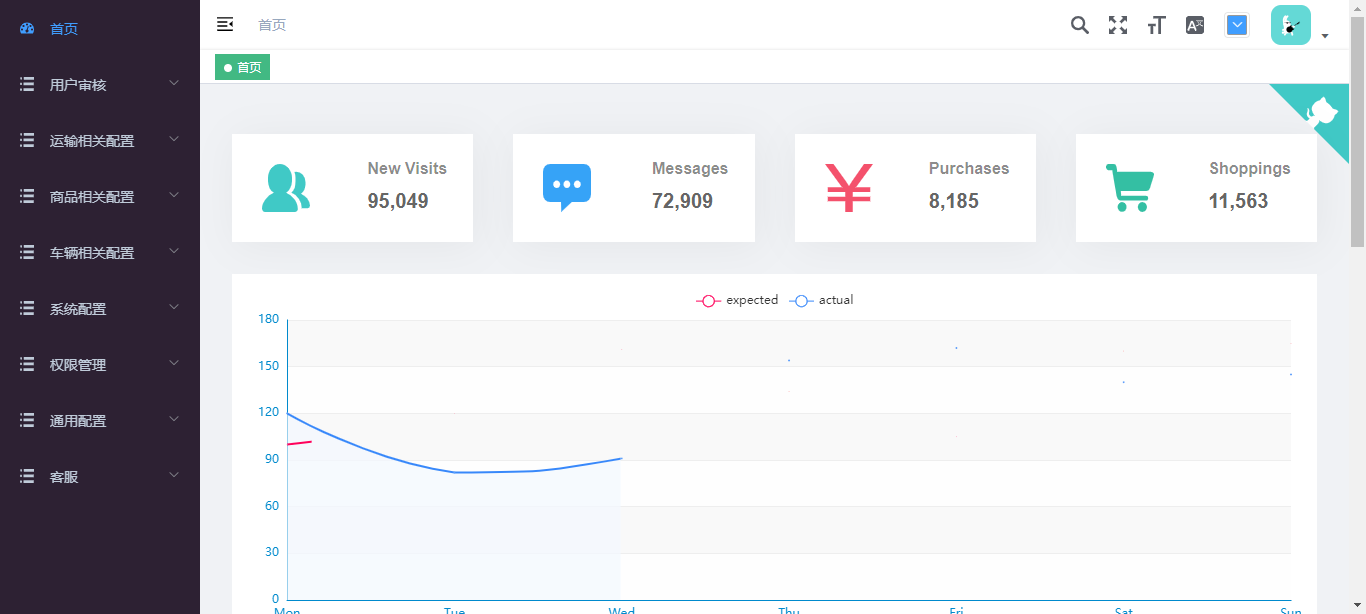 首页
用户审核
运输相关配置
商品相关配置
车辆相关配置
系统配置
权限管理
通用配置
客服
首页
首页
New Visits
95,049
Messages
72,909
Purchases
8,185
Shoppings
11,563
expected actual
180
150
120
90
60
30
0
Mon Tue Wed Thu Fri Sat Sun